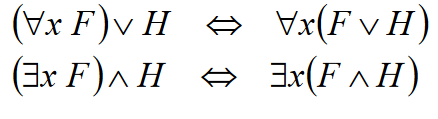 (∀x F)∨ H ⇔ ∀x(F ∨ H)
(∃x F)∧ H ⇔ ∃x(F ∧ H)